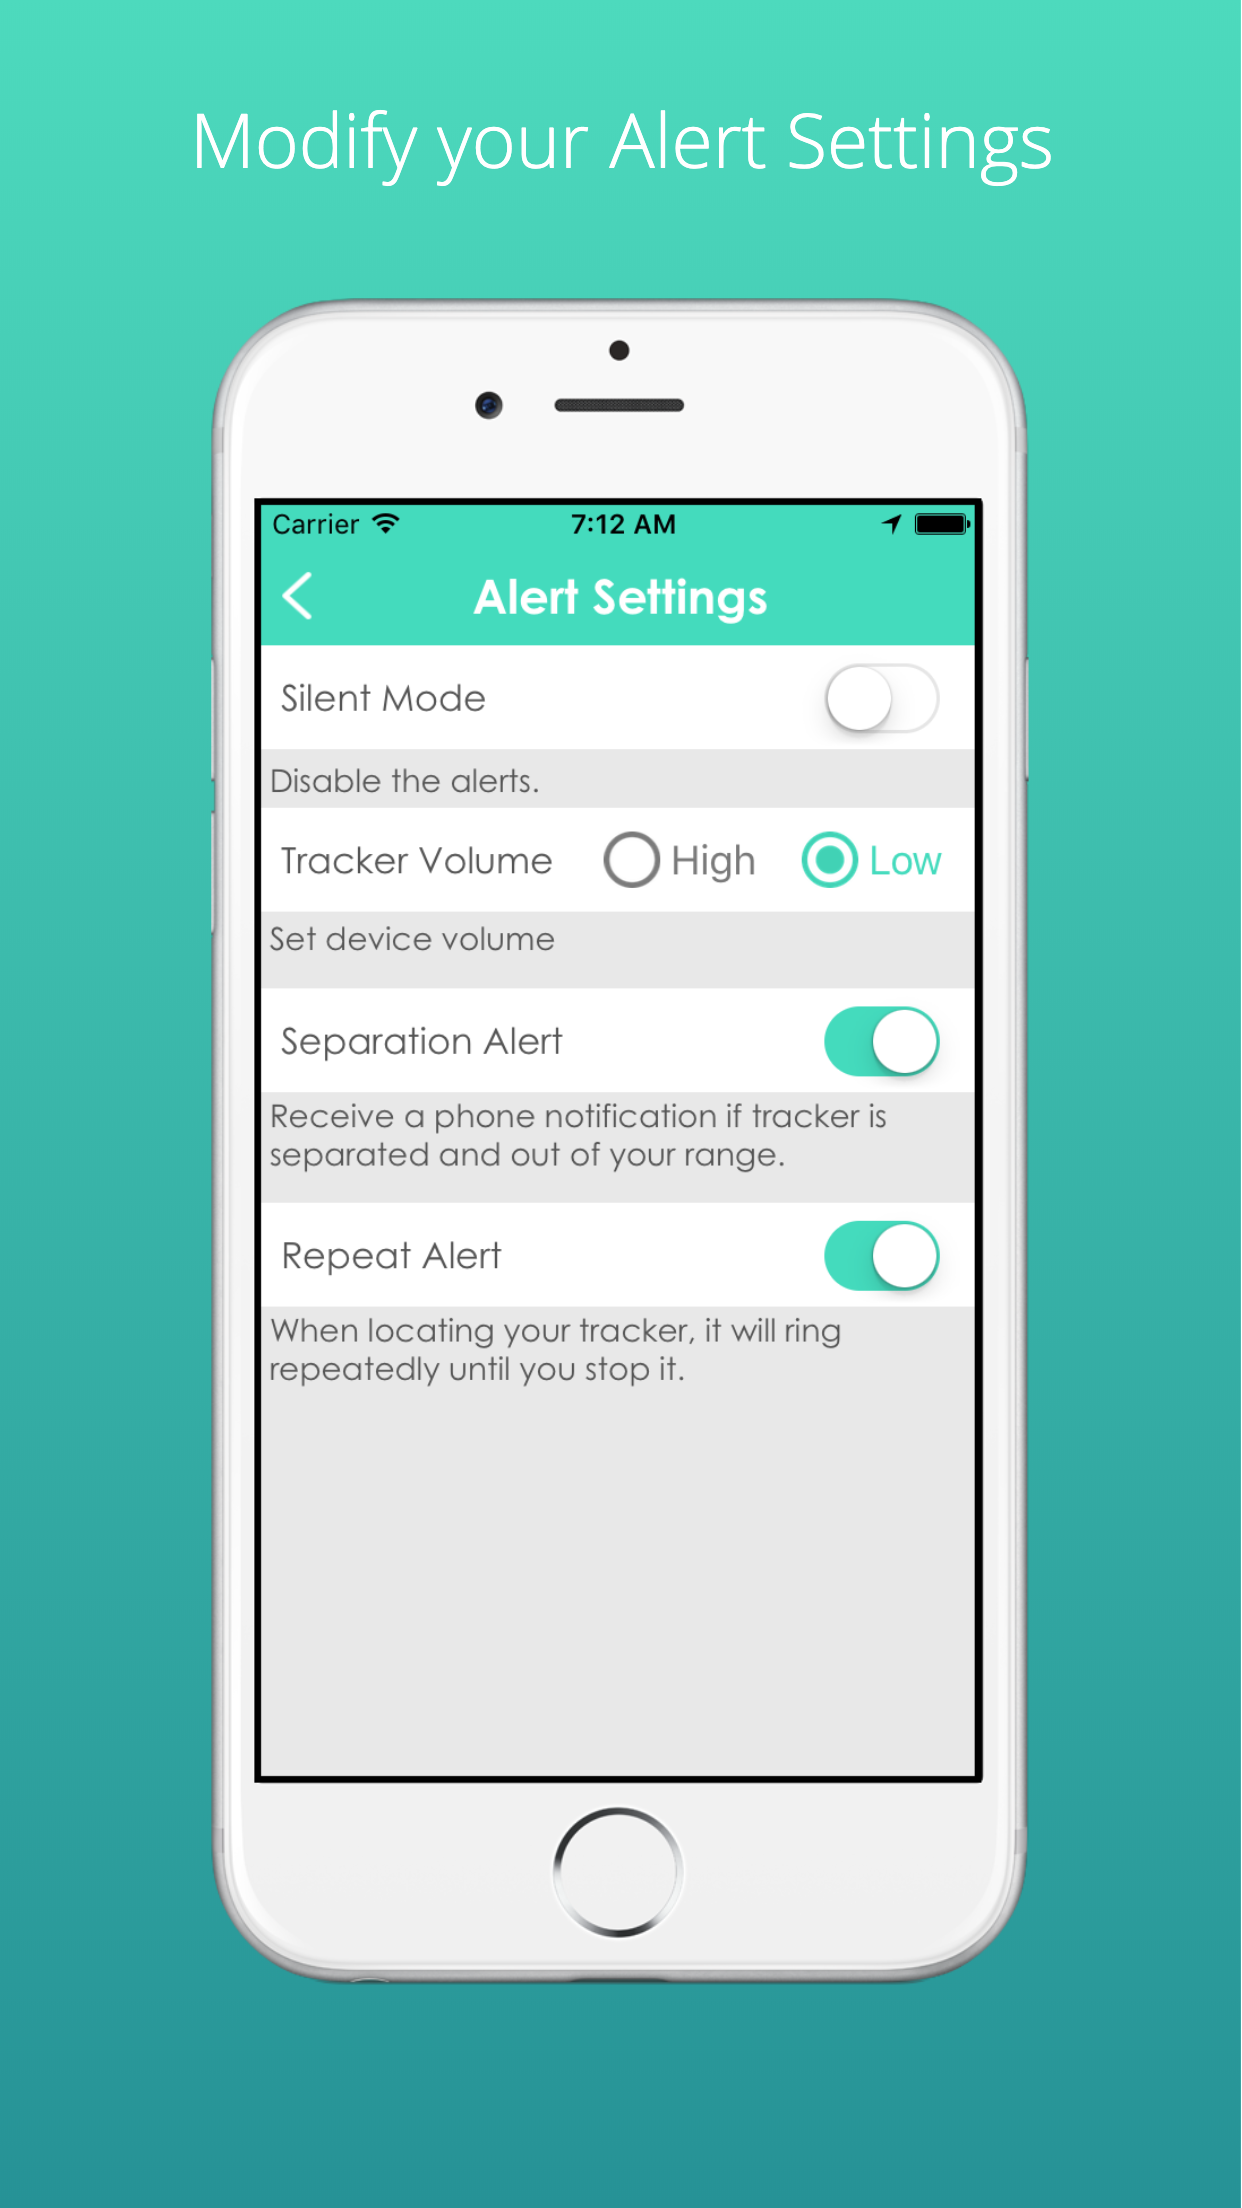 Modify your Alert Settings
Carrier 7:12 AM
Alert Settings
Silent Mode
Disable the alerts.
Tracker Volume High Low
Set device volume
Separation Alert
Receive a phone notification if tracker is
separated and out of your range.
Repeat Alert
When locating your tracker, it will ring
repeatedly until you stop it.